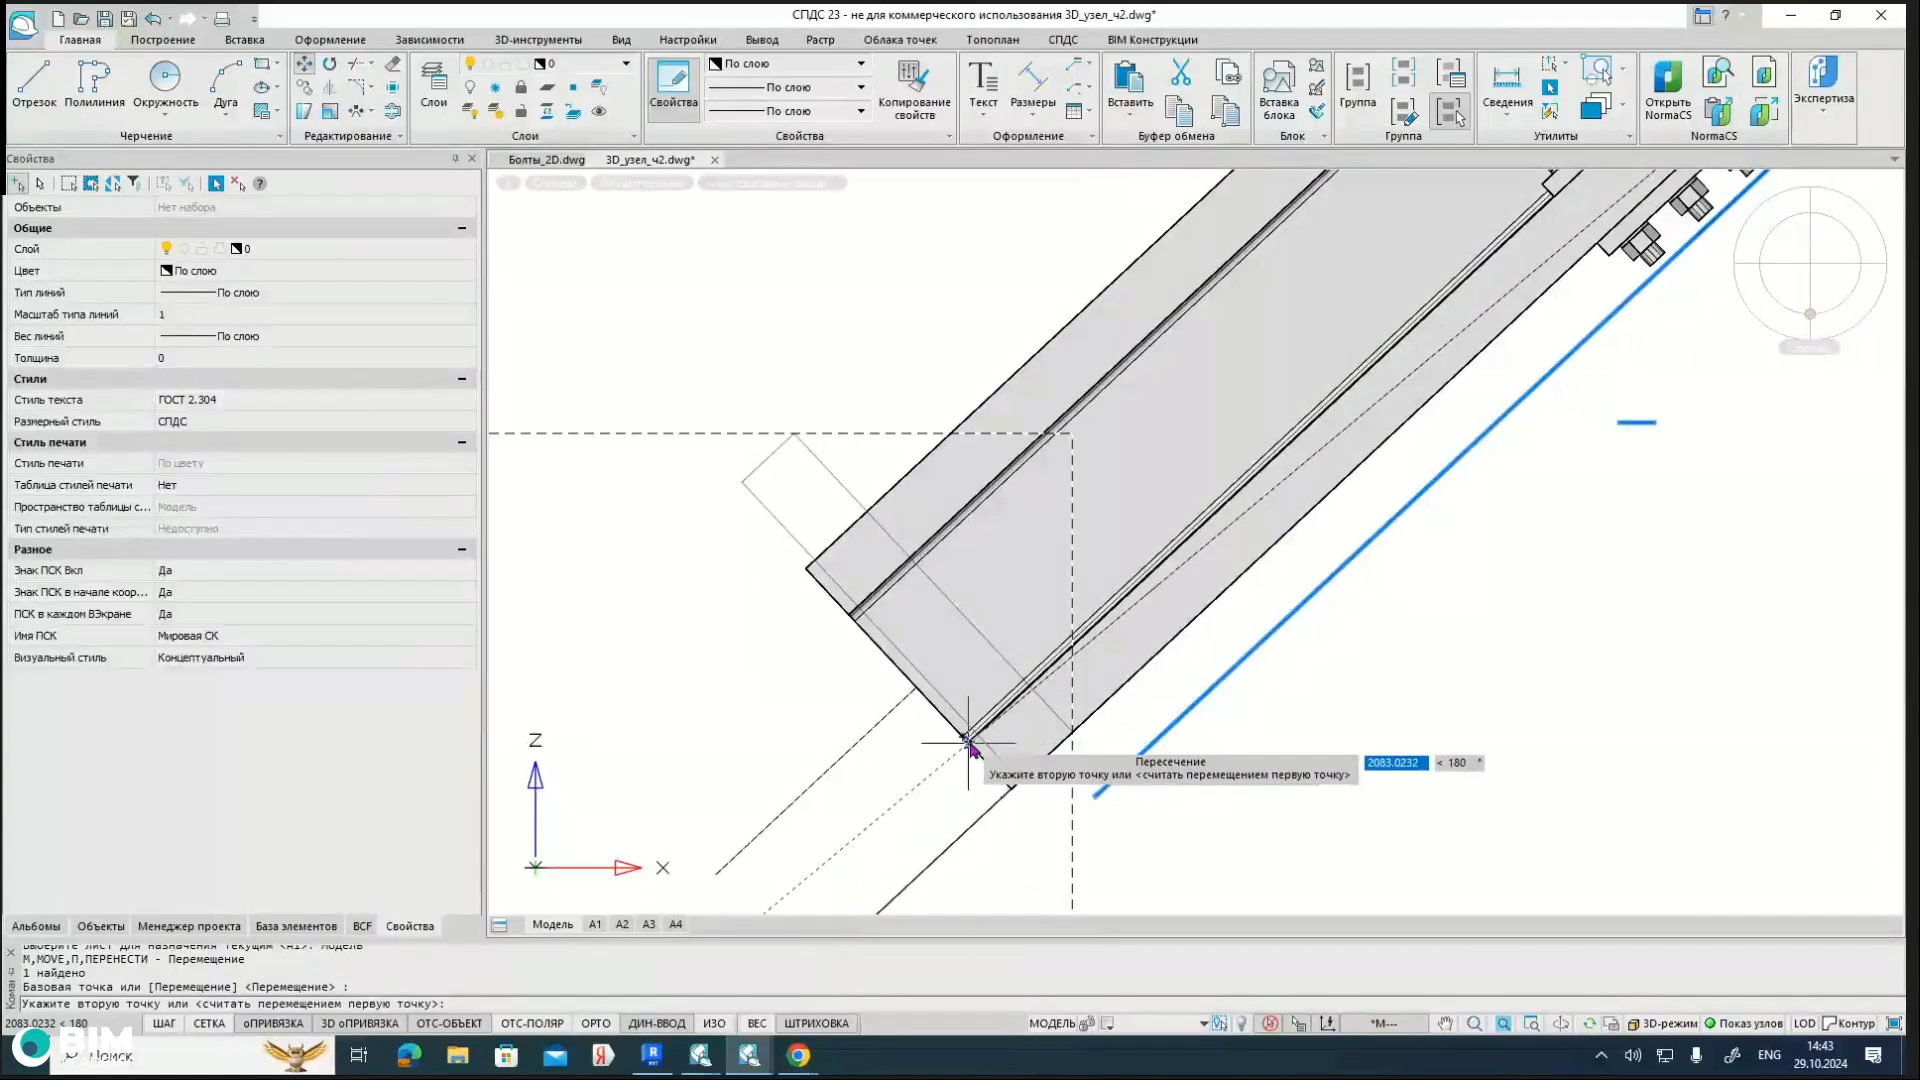 СПДС 23 - не для коммерческого использования 3D_узел_ч2.dwg*
Главная Построение Вставка Оформление Зависимости 3D-инструменты Вид Настройки Вывод Растр Облака точек Топоплан СПДС BIM Конструкции
Отрезок Полилиния Окружность Дуга
Черчение
Редактирование
Слои
0
Слои
Свойства
По слою
По слою
По слою
Копирование свойств
Свойства
Текст Размеры
Оформление
Вставить
Буфер обмена
Вставка блока
Блок
Группа
Группа
Сведения
Утилиты
Открыть NormaCS
NormaCS
Экспертиза
Свойства
Болты_2D.dwg 3D_узел_ч2.dwg*
Объекты Нет набора
Общие
Слой 0
Цвет По слою
Тип линий По слою
Масштаб типа линий 1
Вес линий По слою
Толщина 0
Стили
Стиль текста ГОСТ 2.304
Размерный стиль СПДС
Стиль печати
Стиль печати По цвету
Таблица стилей печати Нет
Пространство таблицы с... Модель
Тип стилей печати Недоступно
Разное
Знак ПСК Вкл Да
Знак ПСК в начале коор... Да
ПСК в каждом ВЭкране Да
Имя ПСК Мировая СК
Визуальный стиль Концептуальный
Z
X
Пересечение
Укажите вторую точку или <считать перемещением первую точку>
2083.0232 < 180 °
Альбомы Объекты Менеджер проекта База элементов BCF Свойства
Модель A1 A2 A3 A4
Выберите лист для назначения текущим <A1>: Модель
M,MOVE,П,ПЕРЕНЕСТИ - Перемещение
1 найдено
Базовая точка или [Перемещение] <Перемещение> :
Укажите вторую точку или <считать перемещением первую точку>:
2083.0232 < 180 ШАГ СЕТКА оПРИВЯЗКА 3D оПРИВЯЗКА ОТС-ОБЪЕКТ ОТС-ПОЛЯР ОРТО ДИН-ВВОД ИЗО ВЕС ШТРИХОВКА МОДЕЛЬ *М--- 3D-режим Показ узлов LOD Контур
BIM
Поиск
ENG
14:43
29.10.2024